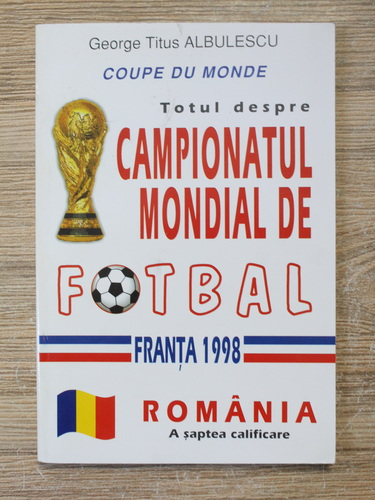 George Titus ALBULESCU
COUPE DU MONDE
Totul despre
CAMPIONATUL
MONDIAL DE
FOTBAL
FRANȚA 1998
ROMÂNIA
A șaptea calificare